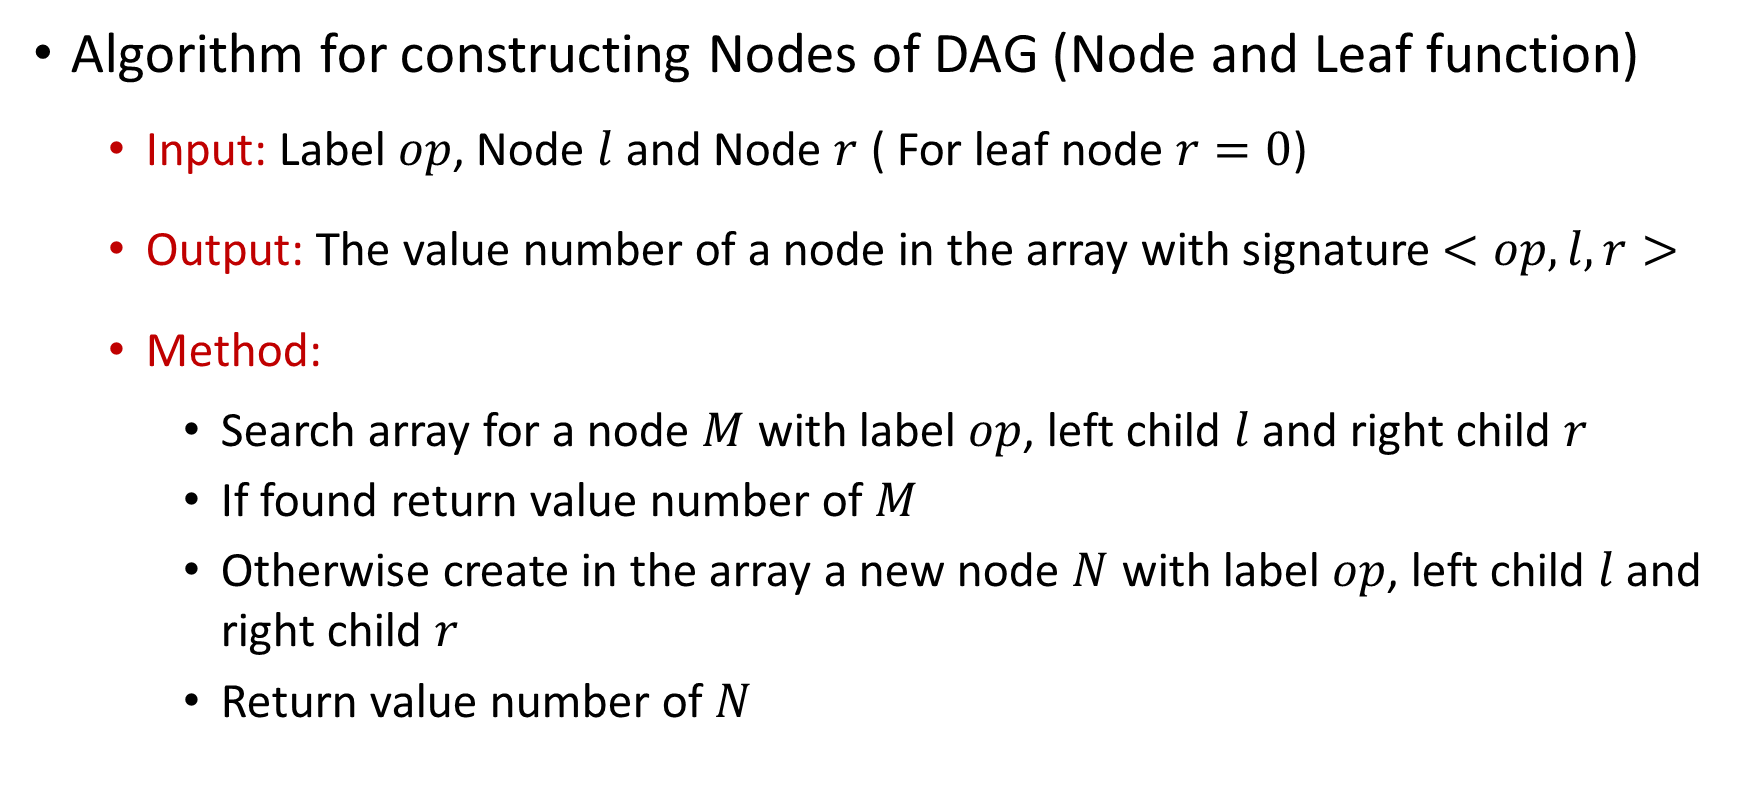 • Algorithm for constructing Nodes of DAG (Node and Leaf function)
• Input: Label op, Node l and Node r ( For leaf node r = 0)
• Output: The value number of a node in the array with signature < op, l, r >
• Method:
• Search array for a node M with label op, left child l and right child r
• If found return value number of M
• Otherwise create in the array a new node N with label op, left child l and
right child r
• Return value number of N